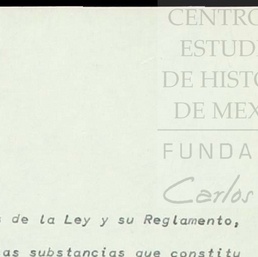 CENTRO
ESTUD
DE HISTO
DE MEX
FUNDA
Carlos
de la Ley y su Reglamento,
as substancias que constitu